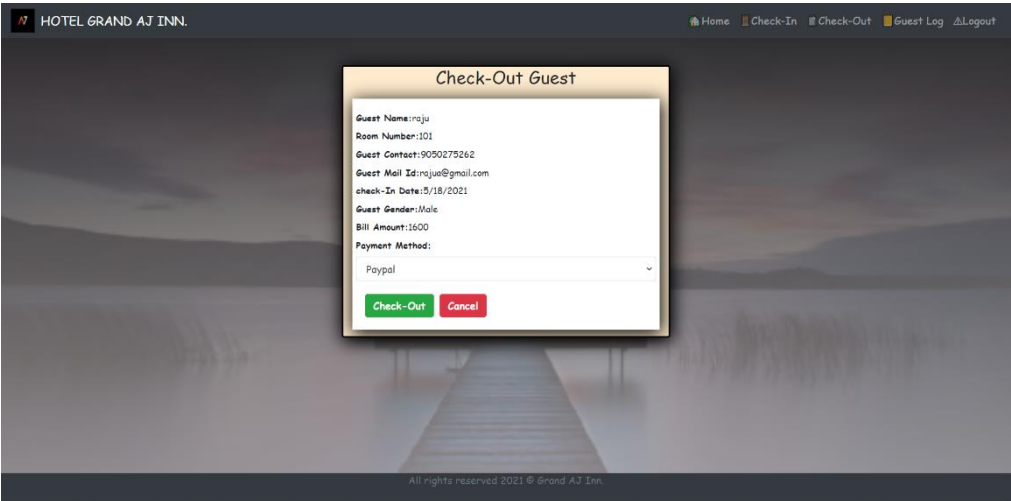 AJ HOTEL GRAND AJ INN.
Home Check-In Check-Out Guest Log Logout
Check-Out Guest
Guest Name:raju
Room Number:101
Guest Contact:9050275262
Guest Mail Id:rajua@gmail.com
check-In Date:5/18/2021
Guest Gender:Male
Bill Amount:1600
Payment Method:
Paypal
Check-Out Cancel
All rights reserved 2021 © Grand AJ Inn.